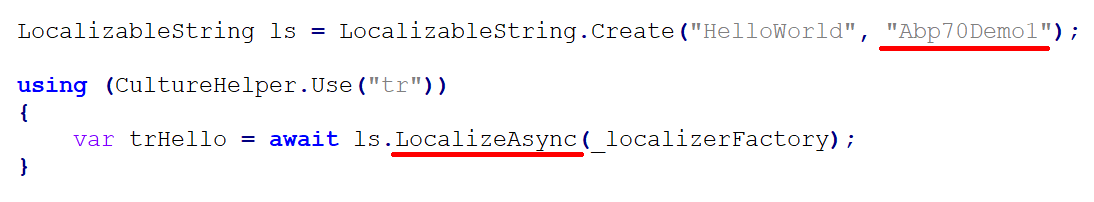 LocalizableString ls = LocalizableString.Create("HelloWorld", "Abp70Demo1");
using (CultureHelper.Use("tr"))
{
    var trHello = await ls.LocalizeAsync(_localizerFactory);
}